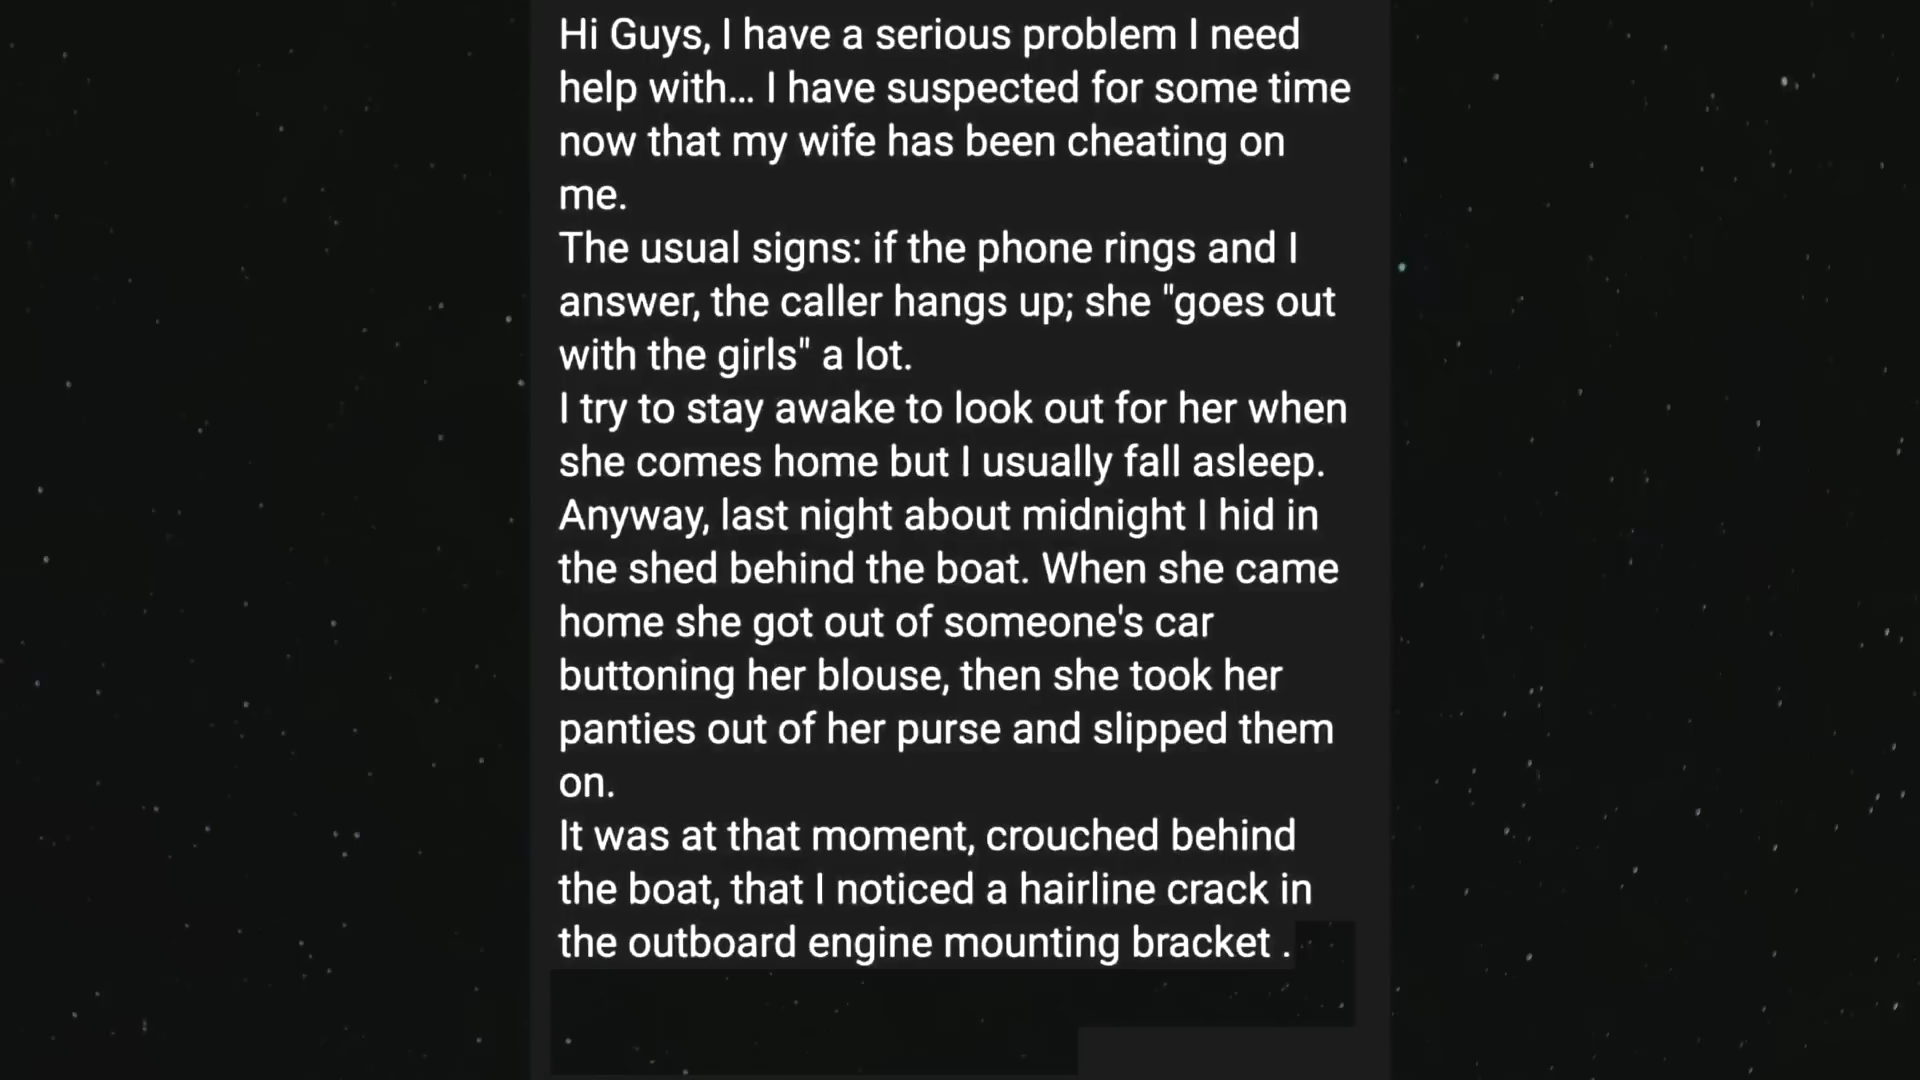 Hi Guys, I have a serious problem I need
help with… I have suspected for some time
now that my wife has been cheating on
me.
The usual signs: if the phone rings and I
answer, the caller hangs up; she "goes out
with the girls" a lot.
I try to stay awake to look out for her when
she comes home but I usually fall asleep.
Anyway, last night about midnight I hid in
the shed behind the boat. When she came
home she got out of someone's car
buttoning her blouse, then she took her
panties out of her purse and slipped them
on.
It was at that moment, crouched behind
the boat, that I noticed a hairline crack in
the outboard engine mounting bracket .